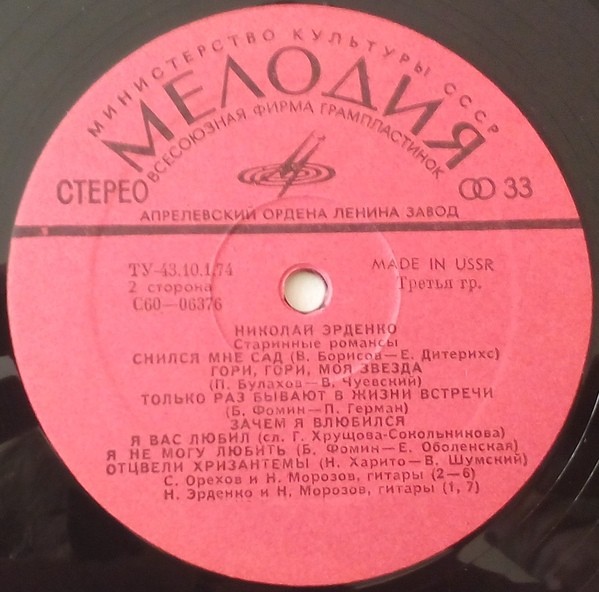 МИНИСТЕРСТВО КУЛЬТУРЫ СССР
МЕЛОДИЯ
ВСЕСОЮЗНАЯ ФИРМА ГРАМПЛАСТИНОК
СТЕРЕО
33
АПРЕЛЕВСКИЙ ОРДЕНА ЛЕНИНА ЗАВОД
ТУ-43.10.1.74
MADE IN USSR
2 сторона
Третья гр.
С60—06376
НИКОЛАЙ ЭРДЕНКО
Старинные романсы
СНИЛСЯ МНЕ САД (В. Борисов—Е. Дитерихс)
ГОРИ, ГОРИ, МОЯ ЗВЕЗДА
(П. Булахов—В. Чуевский)
ТОЛЬКО РАЗ БЫВАЮТ В ЖИЗНИ ВСТРЕЧИ
(Б. Фомин—П. Герман)
ЗАЧЕМ Я ВЛЮБИЛСЯ
Я ВАС ЛЮБИЛ (сл. Г. Хрущова-Сокольникова)
Я НЕ МОГУ ЛЮБИТЬ (Б. Фомин—Е. Оболенская)
ОТЦВЕЛИ ХРИЗАНТЕМЫ (Н. Харито—В. Шумский)
С. Орехов и Н. Морозов, гитары (2—6)
Н. Эрденко и Н. Морозов, гитары (1, 7)